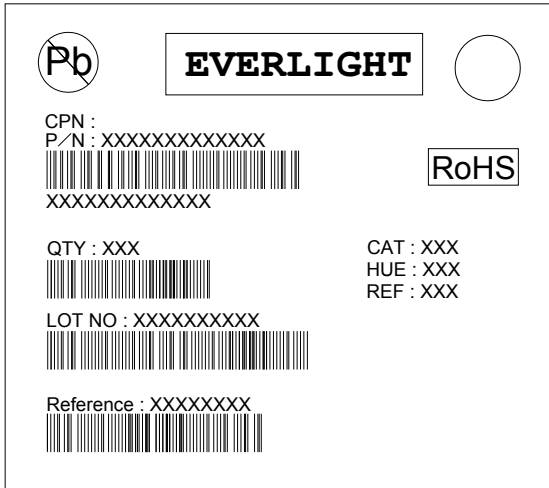 Pb
EVERLIGHT
CPN :
P/N : XXXXXXXXXXXXX
RoHS
XXXXXXXXXXXXX
QTY : XXX
CAT : XXX
HUE : XXX
REF : XXX
LOT NO : XXXXXXXXXX
Reference : XXXXXXXX